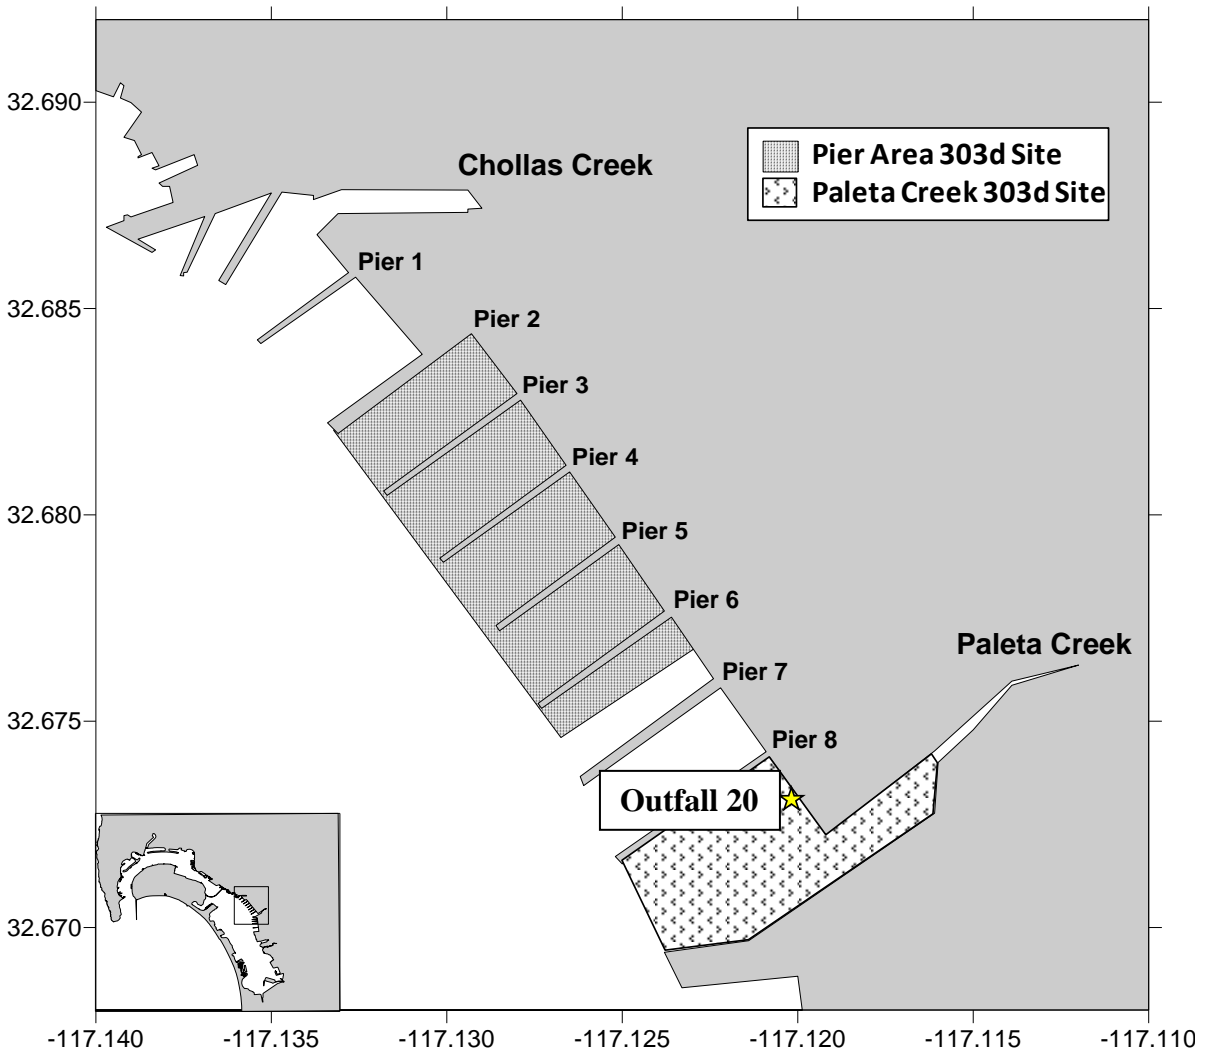 32.690
Chollas Creek
Pier Area 303d Site
Paleta Creek 303d Site
Pier 1
32.685
Pier 2
Pier 3
Pier 4
32.680
Pier 5
Pier 6
Paleta Creek
Pier 7
32.675
Pier 8
Outfall 20
32.670
-117.140
-117.135
-117.130
-117.125
-117.120
-117.115
-117.110